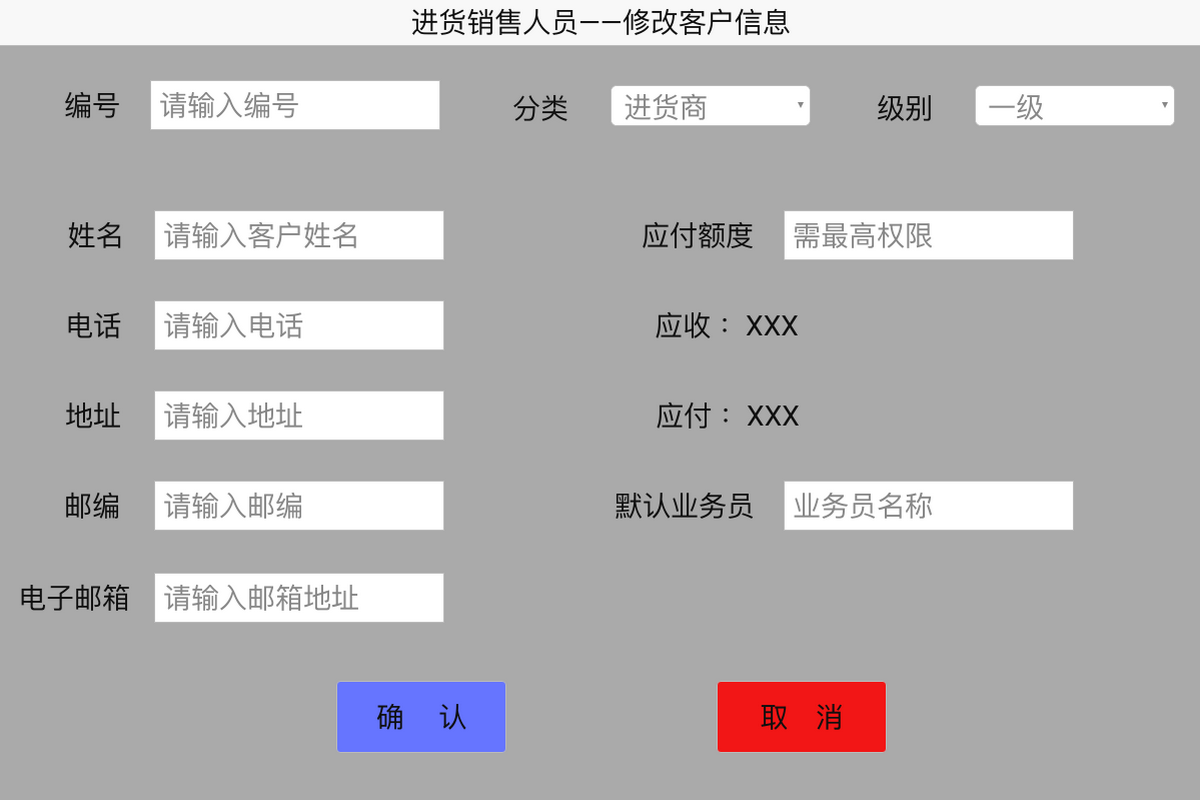 进货销售人员——修改客户信息
编号 请输入编号 分类 进货商 级别 一级
姓名 请输入客户姓名 应付额度 需最高权限
电话 请输入电话 应收： XXX
地址 请输入地址 应付： XXX
邮编 请输入邮编 默认业务员 业务员名称
电子邮箱 请输入邮箱地址
确 认 取 消